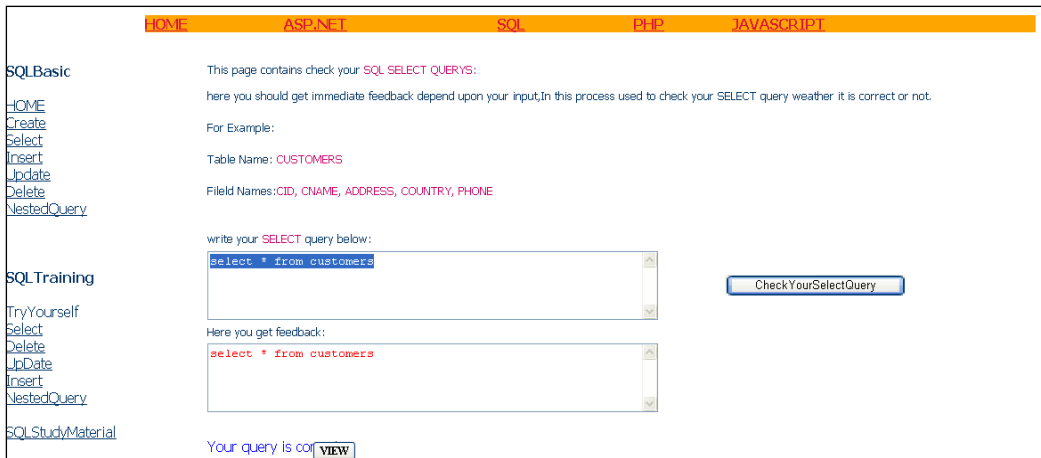 HOME ASP.NET SQL PHP JAVASCRIPT
SQLBasic
HOME
Create
Select
Insert
Update
Delete
NestedQuery
SQLTraining
TryYourself
Select
Delete
UpDate
Insert
NestedQuery
SQLStudyMaterial
This page contains check your SQL SELECT QUERYS:
here you should get immediate feedback depend upon your input,In this process used to check your SELECT query weather it is correct or not.
For Example:
Table Name: CUSTOMERS
Fileld Names:CID, CNAME, ADDRESS, COUNTRY, PHONE
write your SELECT query below:
select * from customers
CheckYourSelectQuery
Here you get feedback:
select * from customers
Your query is
VIEW